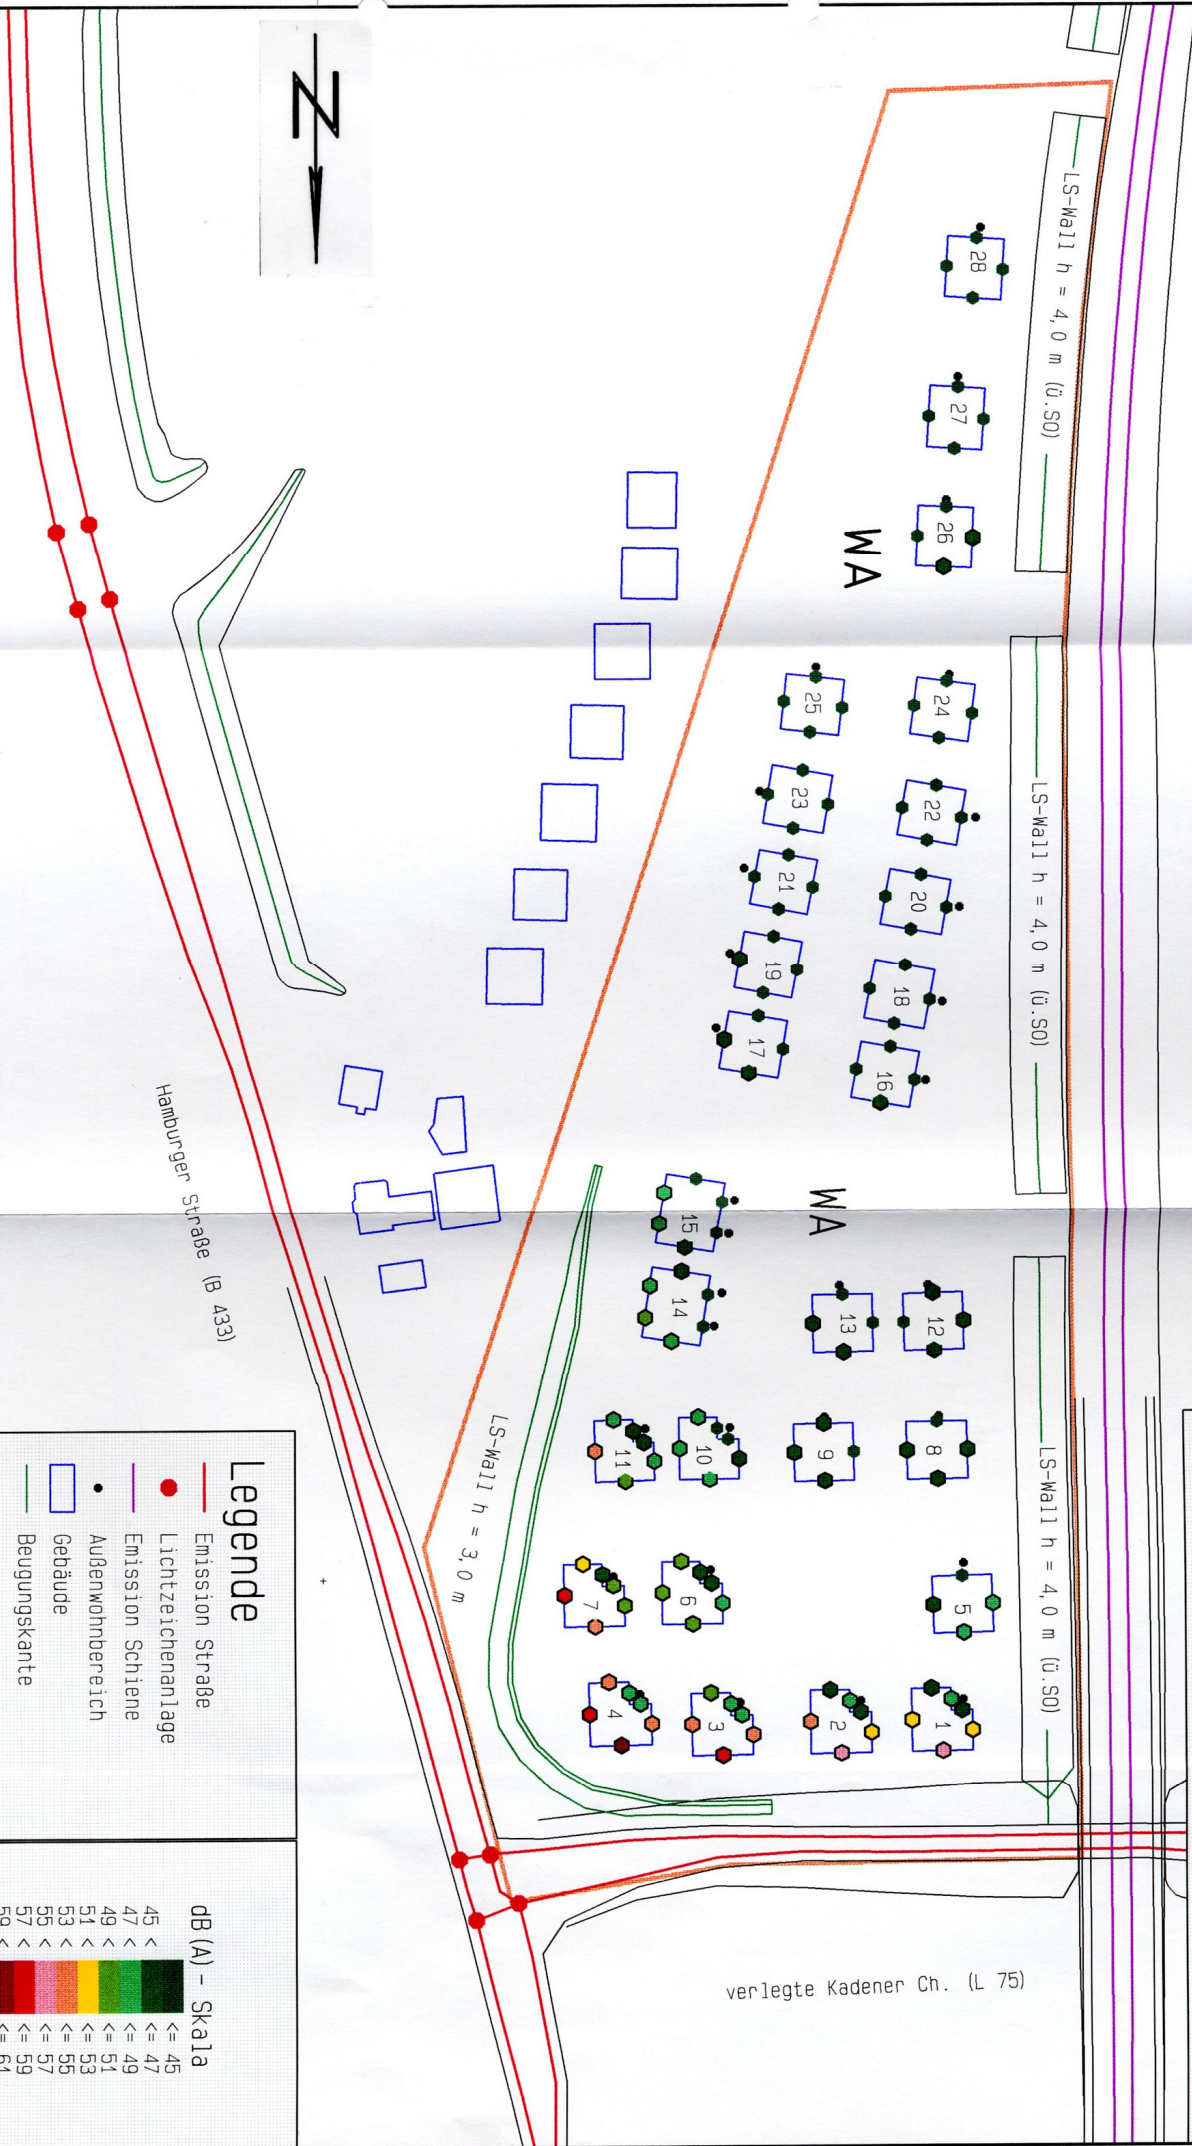 N
LS-Wall h = 4,0 m (ü.SO)
28
27
26
WA
LS-Wall h = 4,0 m (ü.SO)
25
24
23
22
21
20
19
18
17
16
WA
15
14
13
12
LS-Wall h = 4,0 m (ü.SO)
11
10
9
8
7
6
5
4
3
2
1
LS-Wall h = 3,0 m
Hamburger Straße (B 433)
verlegte Kadener Ch. (L 75)
Legende
Emission Straße
Lichtzeichenanlage
Emission Schiene
Außenwohnbereich
Gebäude
Beugungskante
dB(A) - Skala
<= 45
45 < <= 47
47 < <= 49
49 < <= 51
51 < <= 53
53 < <= 55
55 < <= 57
57 < <= 59
59 < <= 61